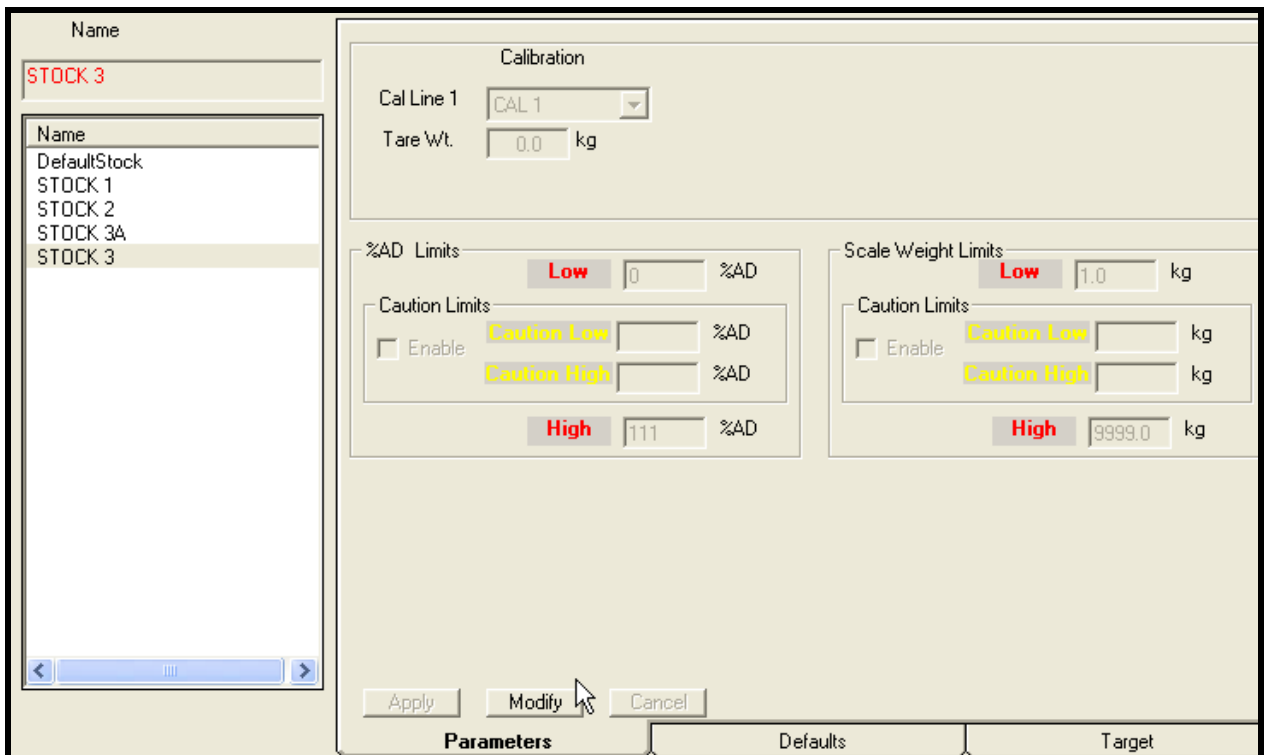 Name
STOCK 3
Name
DefaultStock
STOCK 1
STOCK 2
STOCK 3A
STOCK 3
Calibration
Cal Line 1 CAL 1
Tare Wt. 0.0 kg
%AD Limits
Low 0 %AD
Caution Limits
Enable
Caution Low %AD
Caution High %AD
High 111 %AD
Scale Weight Limits
Low 1.0 kg
Caution Limits
Enable
Caution Low kg
Caution High kg
High 9999.0 kg
Apply Modify Cancel
Parameters Defaults Target